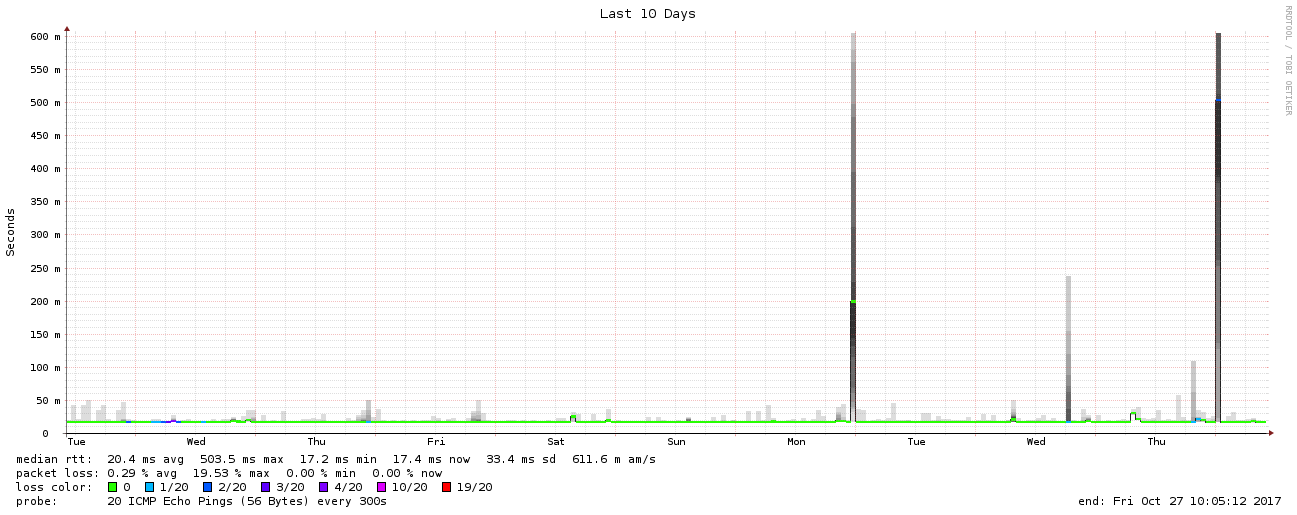 Last 10 Days
RRDTOOL / TOBI OETIKER
600 m
550 m
500 m
450 m
400 m
350 m
300 m
250 m
200 m
150 m
100 m
50 m
0
Seconds
Tue Wed Thu Fri Sat Sun Mon Tue Wed Thu
median rtt: 20.4 ms avg 503.5 ms max 17.2 ms min 17.4 ms now 33.4 ms sd 611.6 m am/s
packet loss: 0.29 % avg 19.53 % max 0.00 % min 0.00 % now
loss color: 0 1/20 2/20 3/20 4/20 10/20 19/20
probe: 20 ICMP Echo Pings (56 Bytes) every 300s end: Fri Oct 27 10:05:12 2017